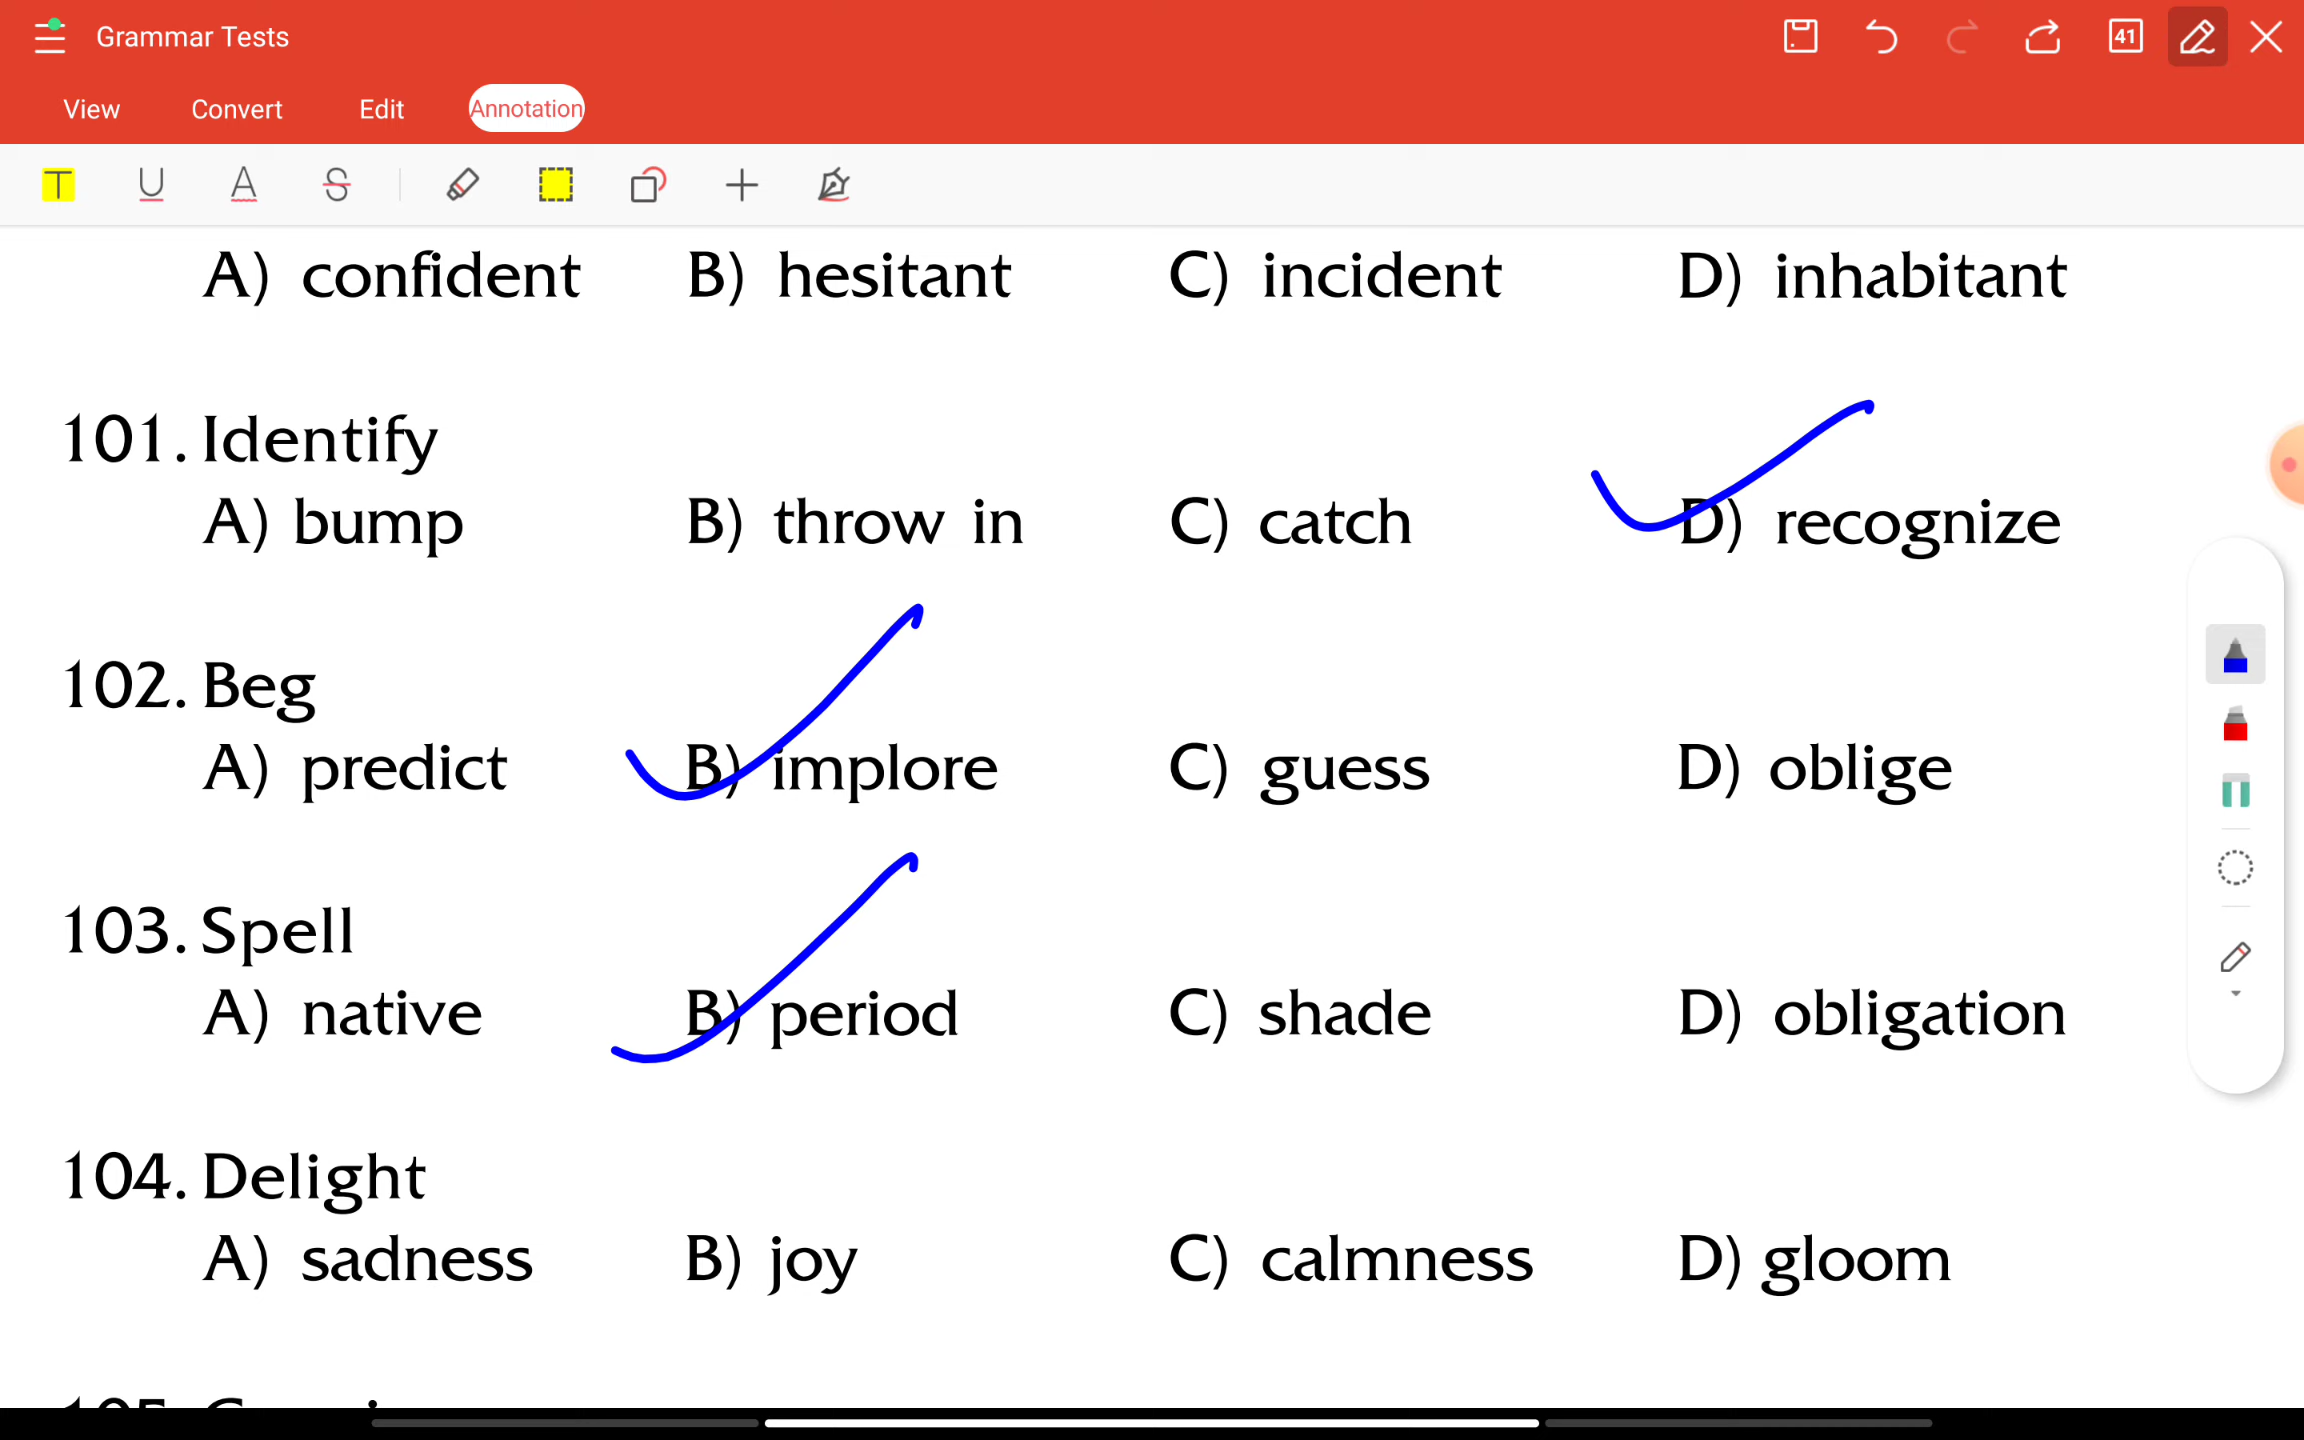 Grammar Tests
41
View Convert Edit Annotation
A) confident B) hesitant C) incident D) inhabitant
101. Identify
A) bump B) throw in C) catch D) recognize
102. Beg
A) predict B) implore C) guess D) oblige
103. Spell
A) native B) period C) shade D) obligation
104. Delight
A) sadness B) joy C) calmness D) gloom